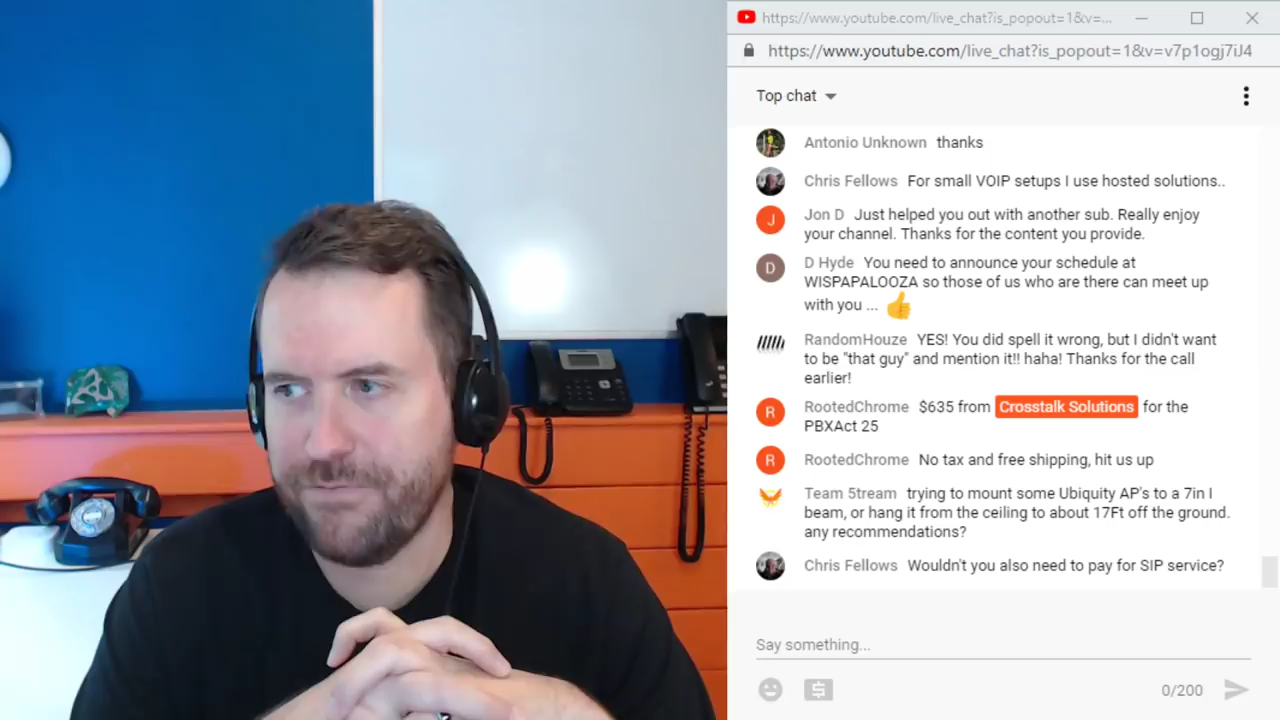 https://www.youtube.com/live_chat?is_popout=1&v=...
https://www.youtube.com/live_chat?is_popout=1&v=v7p1ogj7iJ4
Top chat
Antonio Unknown thanks
Chris Fellows For small VOIP setups I use hosted solutions..
J Jon D Just helped you out with another sub. Really enjoy
your channel. Thanks for the content you provide.
D D Hyde You need to announce your schedule at
WISPAPALOOZA so those of us who are there can meet up
with you ...
RandomHouze YES! You did spell it wrong, but I didn't want
to be "that guy" and mention it!! haha! Thanks for the call
earlier!
R RootedChrome $635 from Crosstalk Solutions for the
PBXAct 25
R RootedChrome No tax and free shipping, hit us up
Team 5tream trying to mount some Ubiquity AP's to a 7in I
beam, or hang it from the ceiling to about 17Ft off the ground.
any recommendations?
Chris Fellows Wouldn't you also need to pay for SIP service?
Say something...
0/200